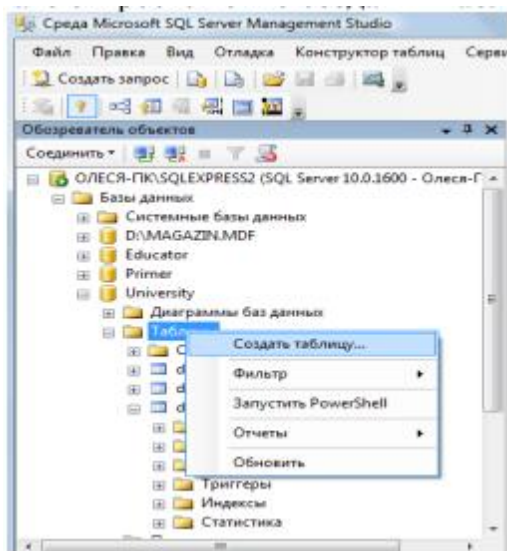 Среда Microsoft SQL Server Management Studio
Файл Правка Вид Отладка Конструктор таблиц Серви
Создать запрос
Обозреватель объектов
Соединить
ОЛЕСЯ-ПК\SQLEXPRESS2 (SQL Server 10.0.1600 - Олеся-П
Базы данных
Системные базы данных
D:\MAGAZIN.MDF
Educator
Primer
University
Диаграммы баз данных
Табл
Создать таблицу...
С
d
Фильтр
d
Запустить PowerShell
d
Отчеты
Обновить
Триггеры
Индексы
Статистика